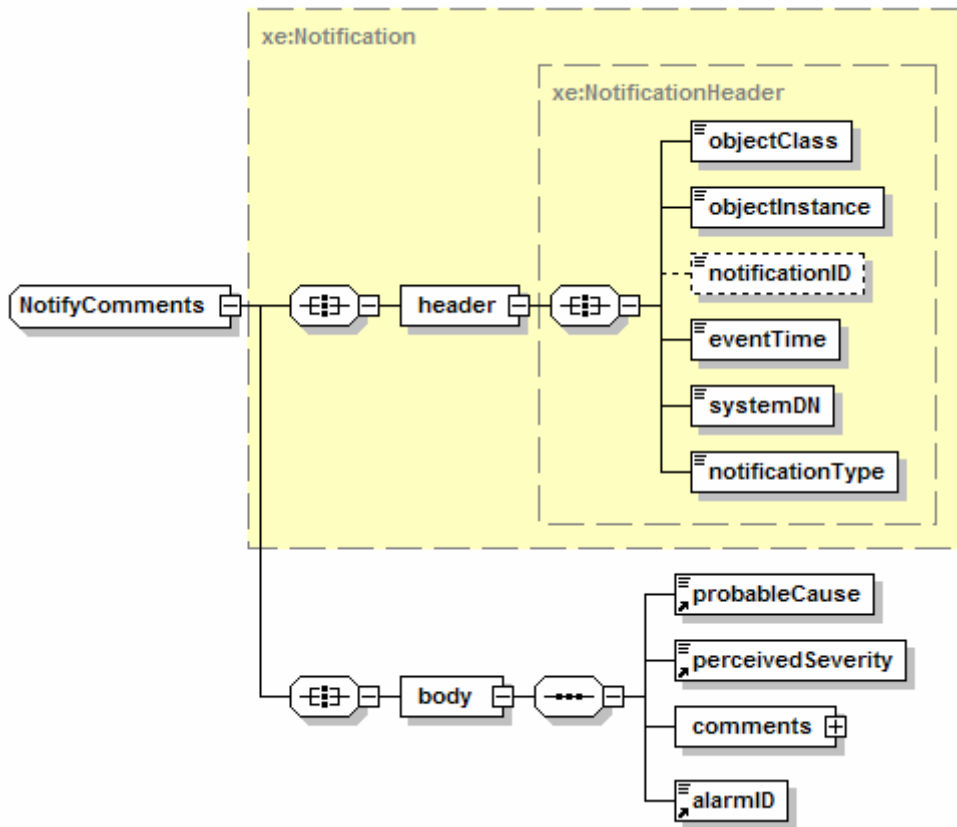 xe:Notification
xe:NotificationHeader
objectClass
objectInstance
notificationID
NotifyComments
header
eventTime
systemDN
notificationType
probableCause
perceivedSeverity
body
comments
alarmID